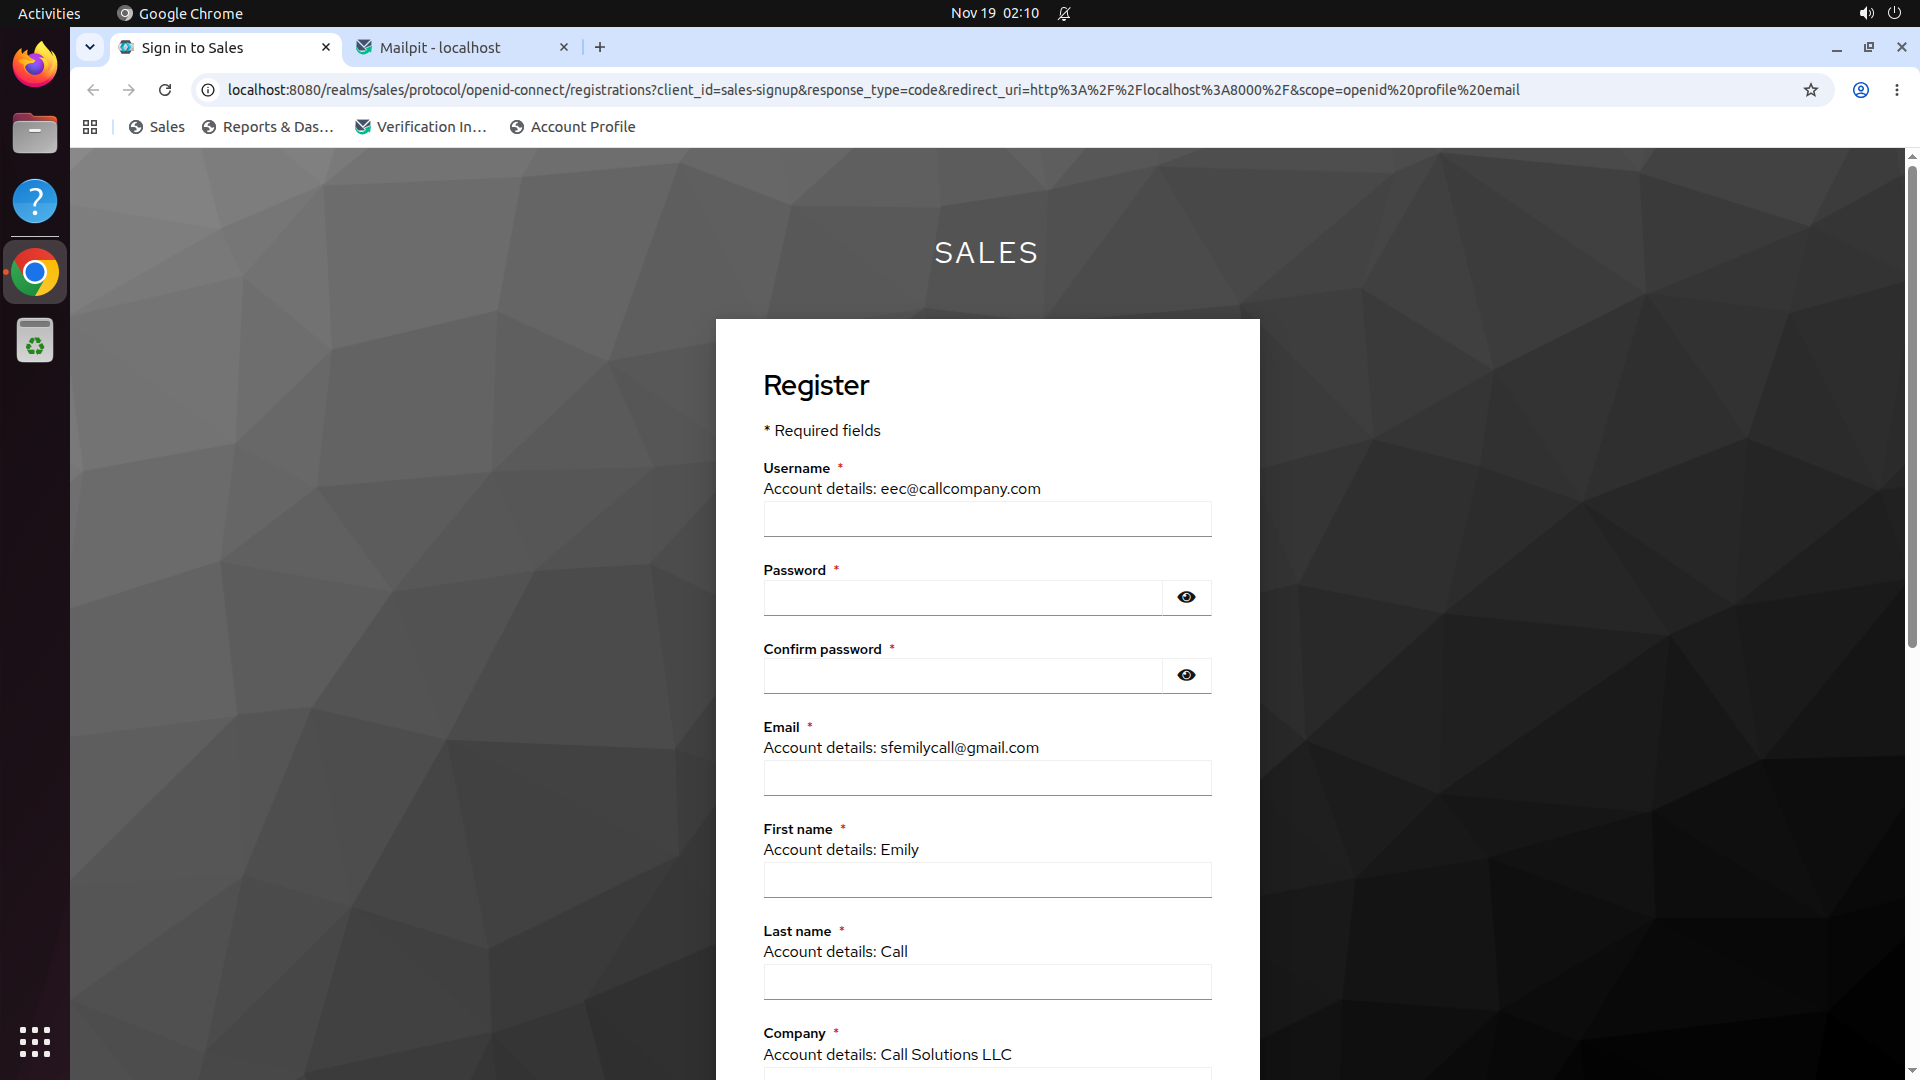 Activities
Google Chrome
Nov 19 02:10
Sign in to Sales
Mailpit - localhost
localhost:8080/realms/sales/protocol/openid-connect/registrations?client_id=sales-signup&response_type=code&redirect_uri=http%3A%2F%2Flocalhost%3A8000%2F&scope=openid%20profile%20email
Sales
Reports & Das...
Verification In...
Account Profile
SALES
Register
* Required fields
Username *
Account details: eec@callcompany.com
Password *
Confirm password *
Email *
Account details: sfemilycall@gmail.com
First name *
Account details: Emily
Last name *
Account details: Call
Company *
Account details: Call Solutions LLC